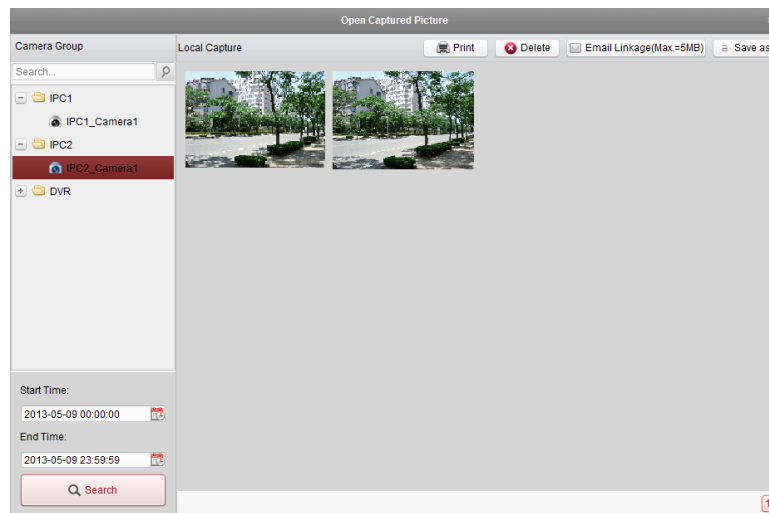 Open Captured Picture
Camera Group
Local Capture
Print
Delete
Email Linkage(Max.=5MB)
Save as
Search...
IPC1
IPC1_Camera1
IPC2
IPC2_Camera1
DVR
Start Time:
2013-05-09 00:00:00
End Time:
2013-05-09 23:59:59
Search
1